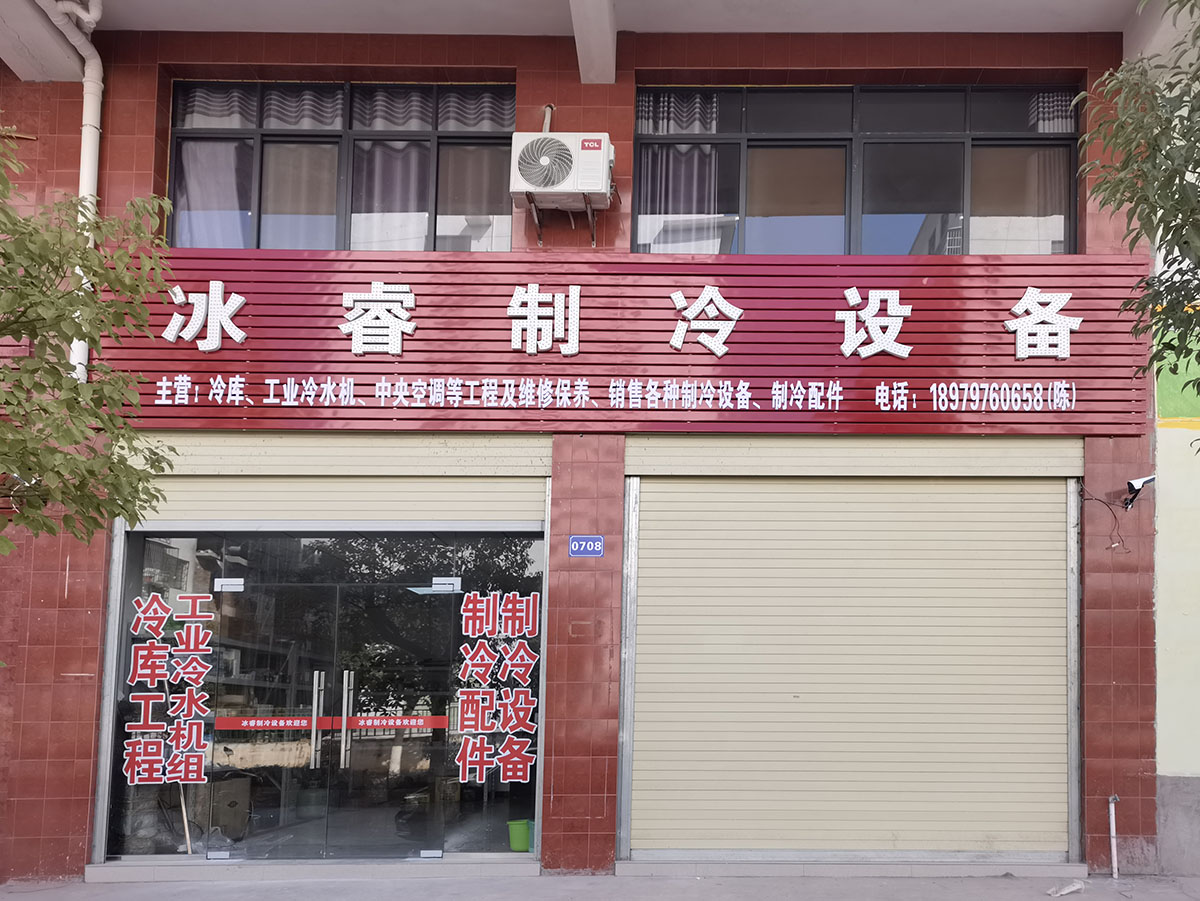 TCL
冰睿制冷设备
主营：冷库、工业冷水机、中央空调等工程及维修保养、销售各种制冷设备、制冷配件 电话：18979760658(陈)
0708
工业冷水机组
冷库工程
制冷设备
制冷配件
冰睿制冷设备欢迎您
冰睿制冷设备欢迎您